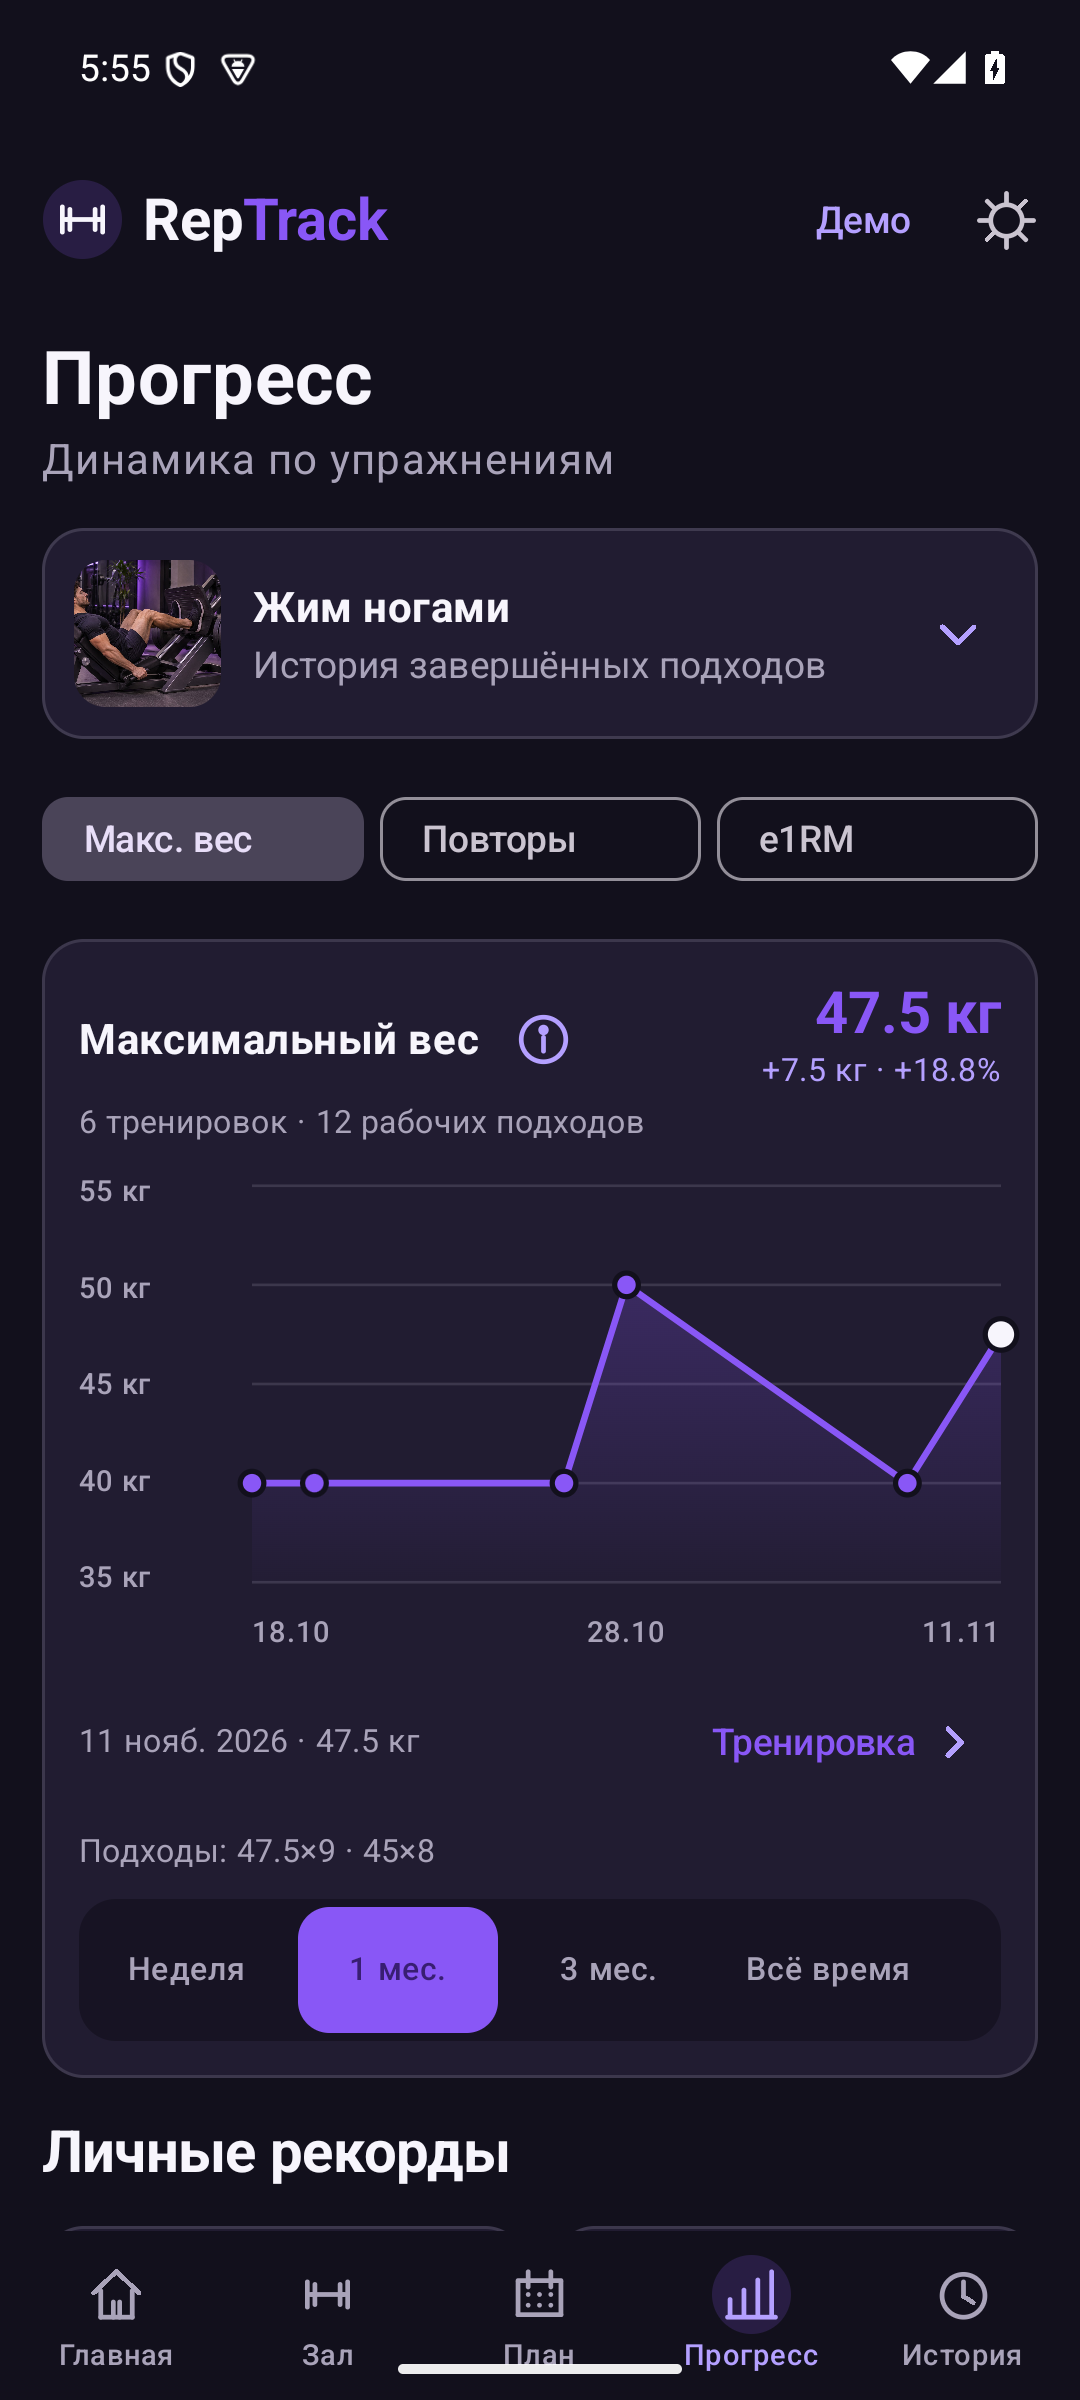 5:55
RepTrack
Демо
Прогресс
Динамика по упражнениям
Жим ногами
История завершённых подходов
Макс. вес
Повторы
e1RM
Максимальный вес
47.5 кг
+7.5 кг · +18.8%
6 тренировок · 12 рабочих подходов
55 кг
50 кг
45 кг
40 кг
35 кг
18.10
28.10
11.11
11 нояб. 2026 · 47.5 кг
Тренировка
Подходы: 47.5×9 · 45×8
Неделя
1 мес.
3 мес.
Всё время
Личные рекорды
Главная
Зал
План
Прогресс
История